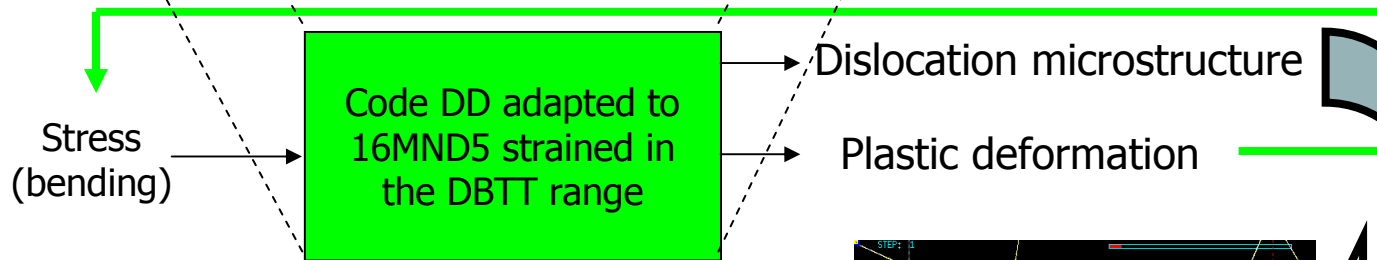 Dislocation microstructure
Code DD adapted to
16MND5 strained in
the DBTT range
Stress
(bending)
Plastic deformation
STEP: 1